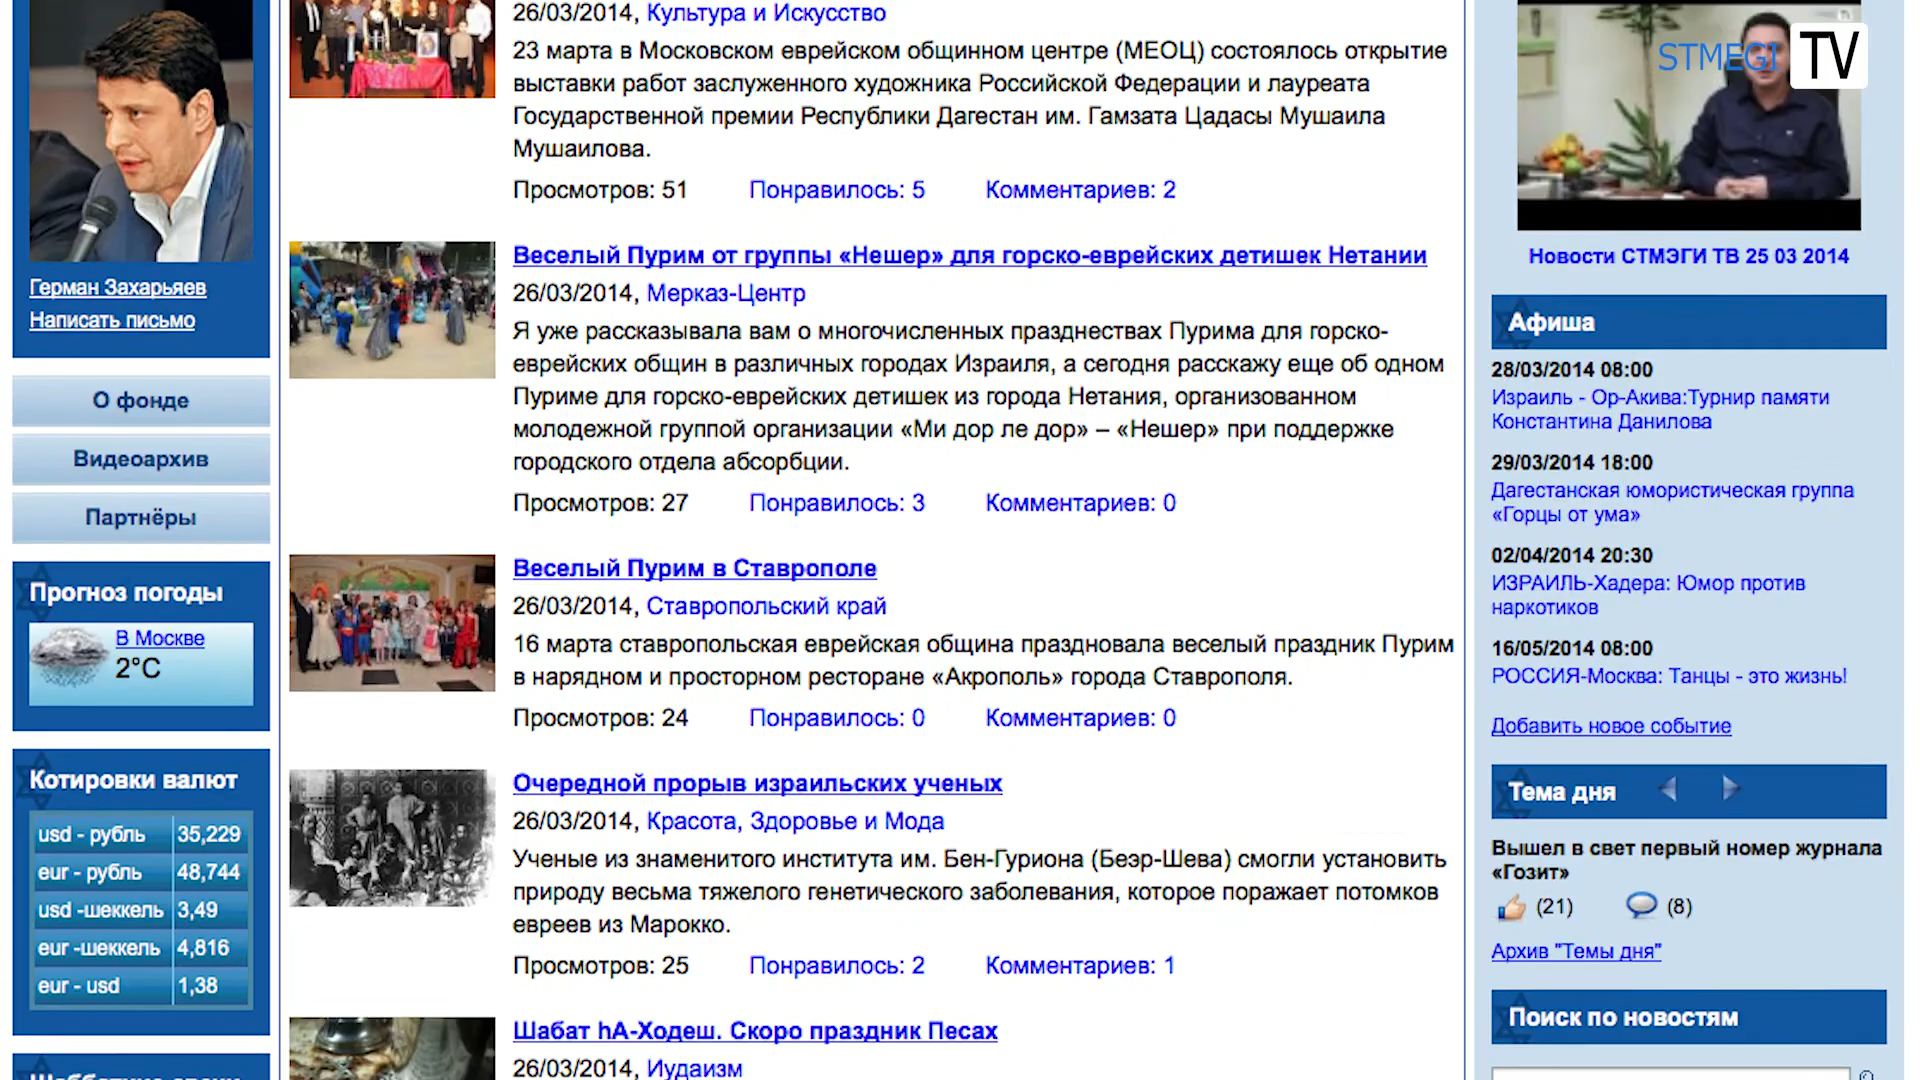 Герман Захарьяев
Написать письмо
О фонде
Видеоархив
Партнёры
Прогноз погоды
В Москве
2°C
Котировки валют
usd - рубль 35,229
eur - рубль 48,744
usd -шеккель 3,49
eur -шеккель 4,816
eur - usd 1,38
26/03/2014, Культура и Искусство
23 марта в Московском еврейском общинном центре (МЕОЦ) состоялось открытие
выставки работ заслуженного художника Российской Федерации и лауреата
Государственной премии Республики Дагестан им. Гамзата Цадасы Мушаила
Мушаилова.
Просмотров: 51 Понравилось: 5 Комментариев: 2
Веселый Пурим от группы «Нешер» для горско-еврейских детишек Нетании
26/03/2014, Мерказ-Центр
Я уже рассказывала вам о многочисленных празднествах Пурима для горско-
еврейских общин в различных городах Израиля, а сегодня расскажу еще об одном
Пуриме для горско-еврейских детишек из города Нетания, организованном
молодежной группой организации «Ми дор ле дор» – «Нешер» при поддержке
городского отдела абсорбции.
Просмотров: 27 Понравилось: 3 Комментариев: 0
Веселый Пурим в Ставрополе
26/03/2014, Ставропольский край
16 марта ставропольская еврейская община праздновала веселый праздник Пурим
в нарядном и просторном ресторане «Акрополь» города Ставрополя.
Просмотров: 24 Понравилось: 0 Комментариев: 0
Очередной прорыв израильских ученых
26/03/2014, Красота, Здоровье и Мода
Ученые из знаменитого института им. Бен-Гуриона (Беэр-Шева) смогли установить
природу весьма тяжелого генетического заболевания, которое поражает потомков
евреев из Марокко.
Просмотров: 25 Понравилось: 2 Комментариев: 1
Шабат hА-Ходеш. Скоро праздник Песах
26/03/2014, Иудаизм
STMEGI TV
Новости СТМЭГИ ТВ 25 03 2014
Афиша
28/03/2014 08:00
Израиль - Ор-Акива:Турнир памяти
Константина Данилова
29/03/2014 18:00
Дагестанская юмористическая группа
«Горцы от ума»
02/04/2014 20:30
ИЗРАИЛЬ-Хадера: Юмор против
наркотиков
16/05/2014 08:00
РОССИЯ-Москва: Танцы - это жизнь!
Добавить новое событие
Тема дня
Вышел в свет первый номер журнала
«Гозит»
(21) (8)
Архив "Темы дня"
Поиск по новостям